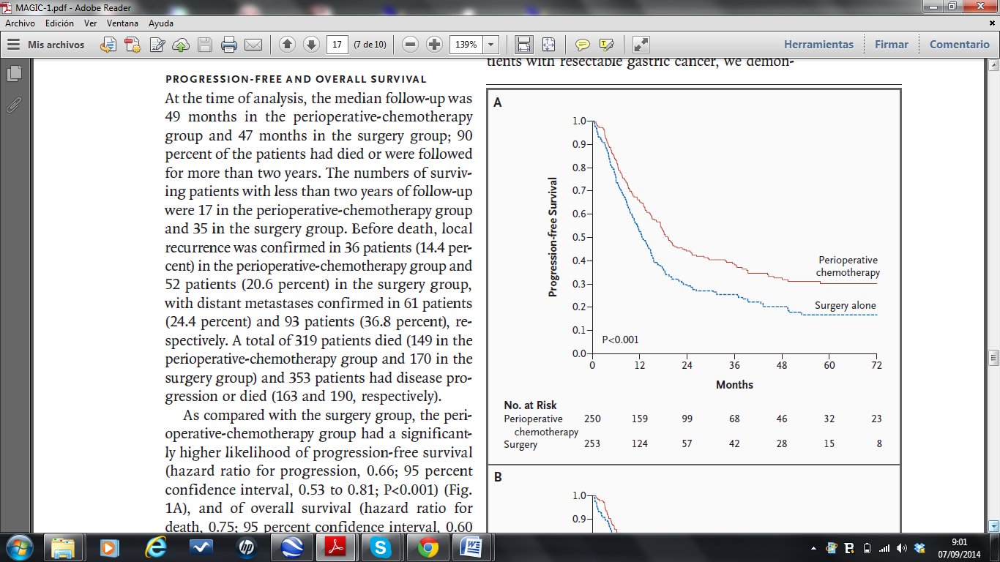 MAGIC-1.pdf - Adobe Reader
Archivo Edición Ver Ventana Ayuda
Mis archivos 17 (7 de 10) 139% Herramientas Firmar Comentario
PROGRESSION-FREE AND OVERALL SURVIVAL
At the time of analysis, the median follow-up was
49 months in the perioperative-chemotherapy
group and 47 months in the surgery group; 90
percent of the patients had died or were followed
for more than two years. The numbers of surviv-
ing patients with less than two years of follow-up
were 17 in the perioperative-chemotherapy group
and 35 in the surgery group. Before death, local
recurrence was confirmed in 36 patients (14.4 per-
cent) in the perioperative-chemotherapy group and
52 patients (20.6 percent) in the surgery group,
with distant metastases confirmed in 61 patients
(24.4 percent) and 93 patients (36.8 percent), re-
spectively. A total of 319 patients died (149 in the
perioperative-chemotherapy group and 170 in the
surgery group) and 353 patients had disease pro-
gression or died (163 and 190, respectively).
As compared with the surgery group, the peri-
operative-chemotherapy group had a significant-
ly higher likelihood of progression-free survival
(hazard ratio for progression, 0.66; 95 percent
confidence interval, 0.53 to 0.81; P<0.001) (Fig.
1A), and of overall survival (hazard ratio for
death, 0.75; 95 percent confidence interval, 0.60
tients with resectable gastric cancer, we demon-
A
Progression-free Survival
1.0
0.9
0.8
0.7
0.6
0.5
0.4
0.3
0.2
0.1
0.0
Perioperative
chemotherapy
Surgery alone
P<0.001
0 12 24 36 48 60 72
Months
No. at Risk
Perioperative 250 159 99 68 46 32 23
chemotherapy
Surgery 253 124 57 42 28 15 8
B
1.0
0.9
9:01
07/09/2014